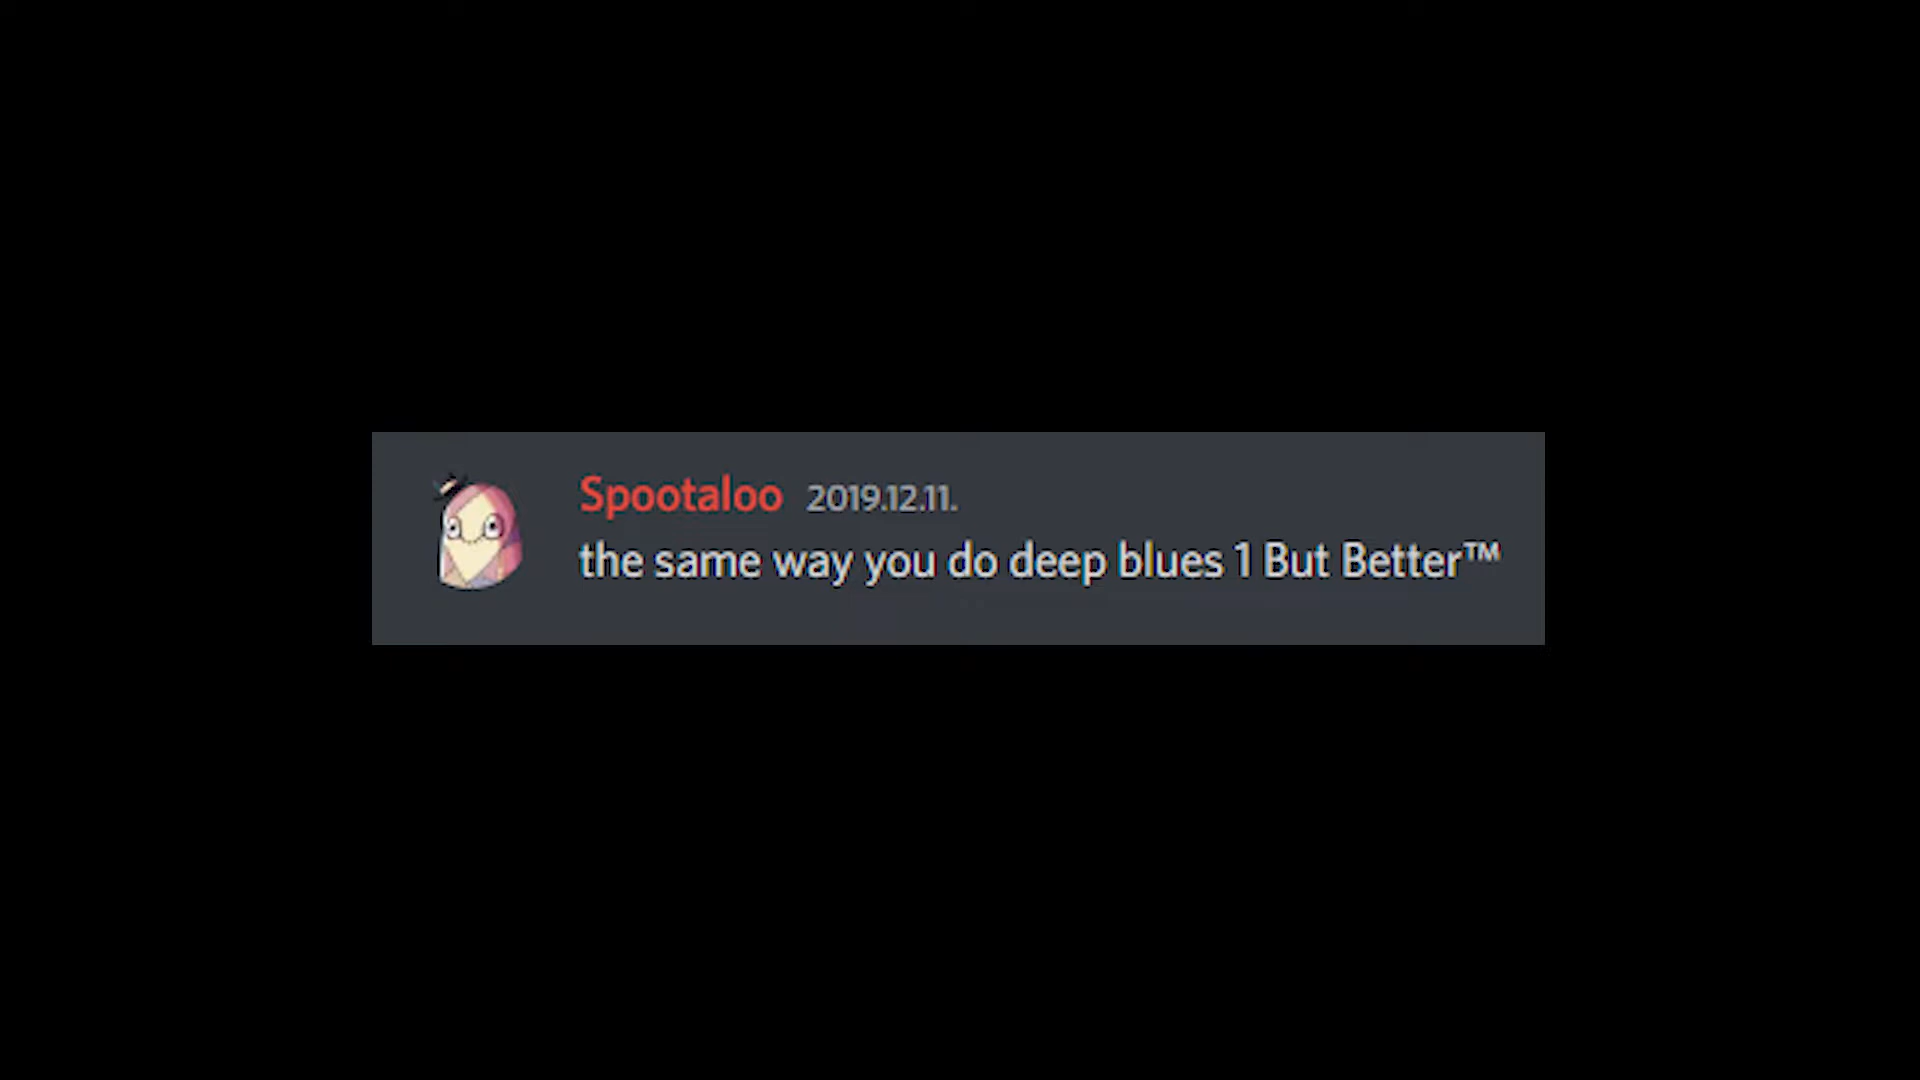 Spootaloo 2019.12.11.
the same way you do deep blues 1 But Better™